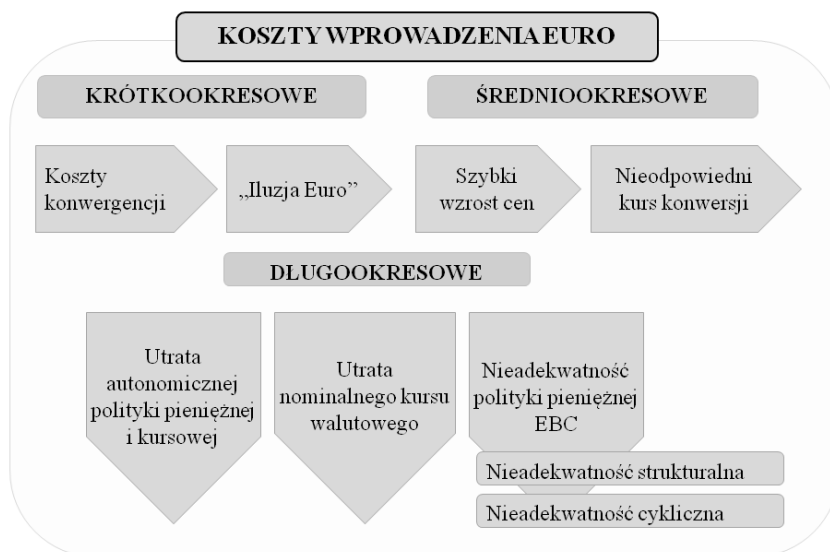 KOSZTY WPROWADZENIA EURO
KRÓTKOOKRESOWE
ŚREDNIOOKRESOWE
Koszty
konwergencji
„Iluzja Euro”
Szybki
wzrost cen
Nieodpowiedni
kurs konwersji
DŁUGOOKRESOWE
Utrata
autonomicznej
polityki pieniężnej
i kursowej
Utrata
nominalnego kursu
walutowego
Nieadekwatność
polityki pieniężnej
EBC
Nieadekwatność strukturalna
Nieadekwatność cykliczna